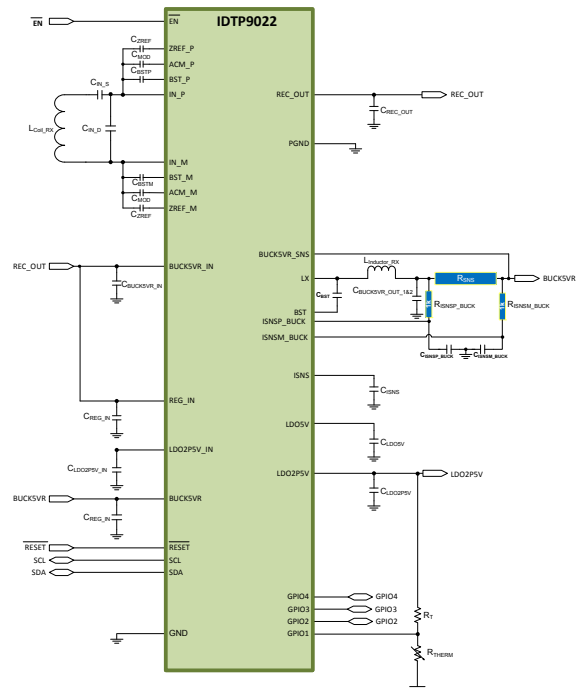 IDTP9022
EN
EN
CZREF
ZREF_P
CMOD
ACM_P
CBSTP
BST_P
CIN_S
IN_P
REC_OUT
REC_OUT
CREC_OUT
LCoil_RX
CIN_D
PGND
IN_M
BST_M
CBSTM
ACM_M
CMOD
ZREF_M
CZREF
BUCK5VR_SNS
LInductor_RX
REC_OUT
BUCK5VR_IN
LX
RSNS
BUCK5VR
CBUCK5VR_IN
CBST
CBUCK5VR_OUT_1&2
RISNSP_BUCK
RISNSM_BUCK
BST
ISNSP_BUCK
ISNSM_BUCK
CISNSP_BUCK
CISNSM_BUCK
ISNS
CISNS
REG_IN
CREG_IN
LDO5V
CLDO5V
LDO2P5V_IN
CLDO2P5V_IN
LDO2P5V
LDO2P5V
CLDO2P5V
BUCK5VR
BUCK5VR
CREG_IN
RESET
RESET
SCL
SCL
SDA
SDA
GPIO4
GPIO4
GPIO3
GPIO3
GPIO2
GPIO2
GPIO1
RT
GND
RTHERM